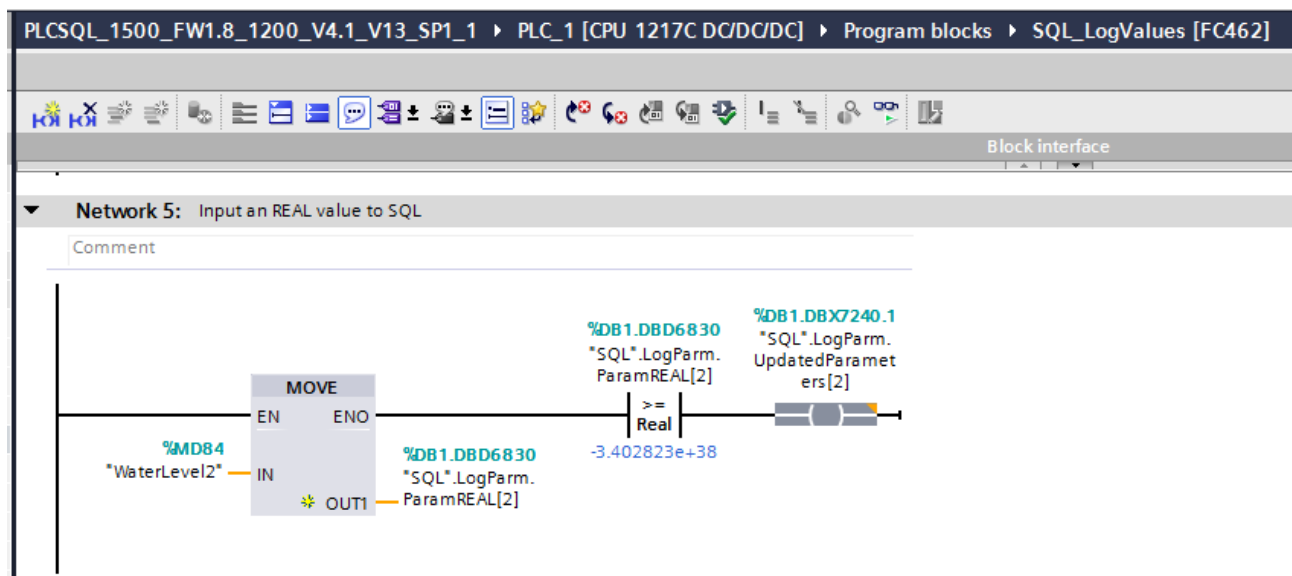 PLCSQL_1500_FW1.8_1200_V4.1_V13_SP1_1 ▸ PLC_1 [CPU 1217C DC/DC/DC] ▸ Program blocks ▸ SQL_LogValues [FC462]
Block interface
Network 5: Input an REAL value to SQL
Comment
%DB1.DBX7240.1
"SQL".LogParm.
UpdatedParamet
ers[2]
%DB1.DBD6830
"SQL".LogParm.
ParamREAL[2]
>=
Real
-3.402823e+38
MOVE
EN ENO
%MD84
"WaterLevel2"
IN
OUT1
%DB1.DBD6830
"SQL".LogParm.
ParamREAL[2]